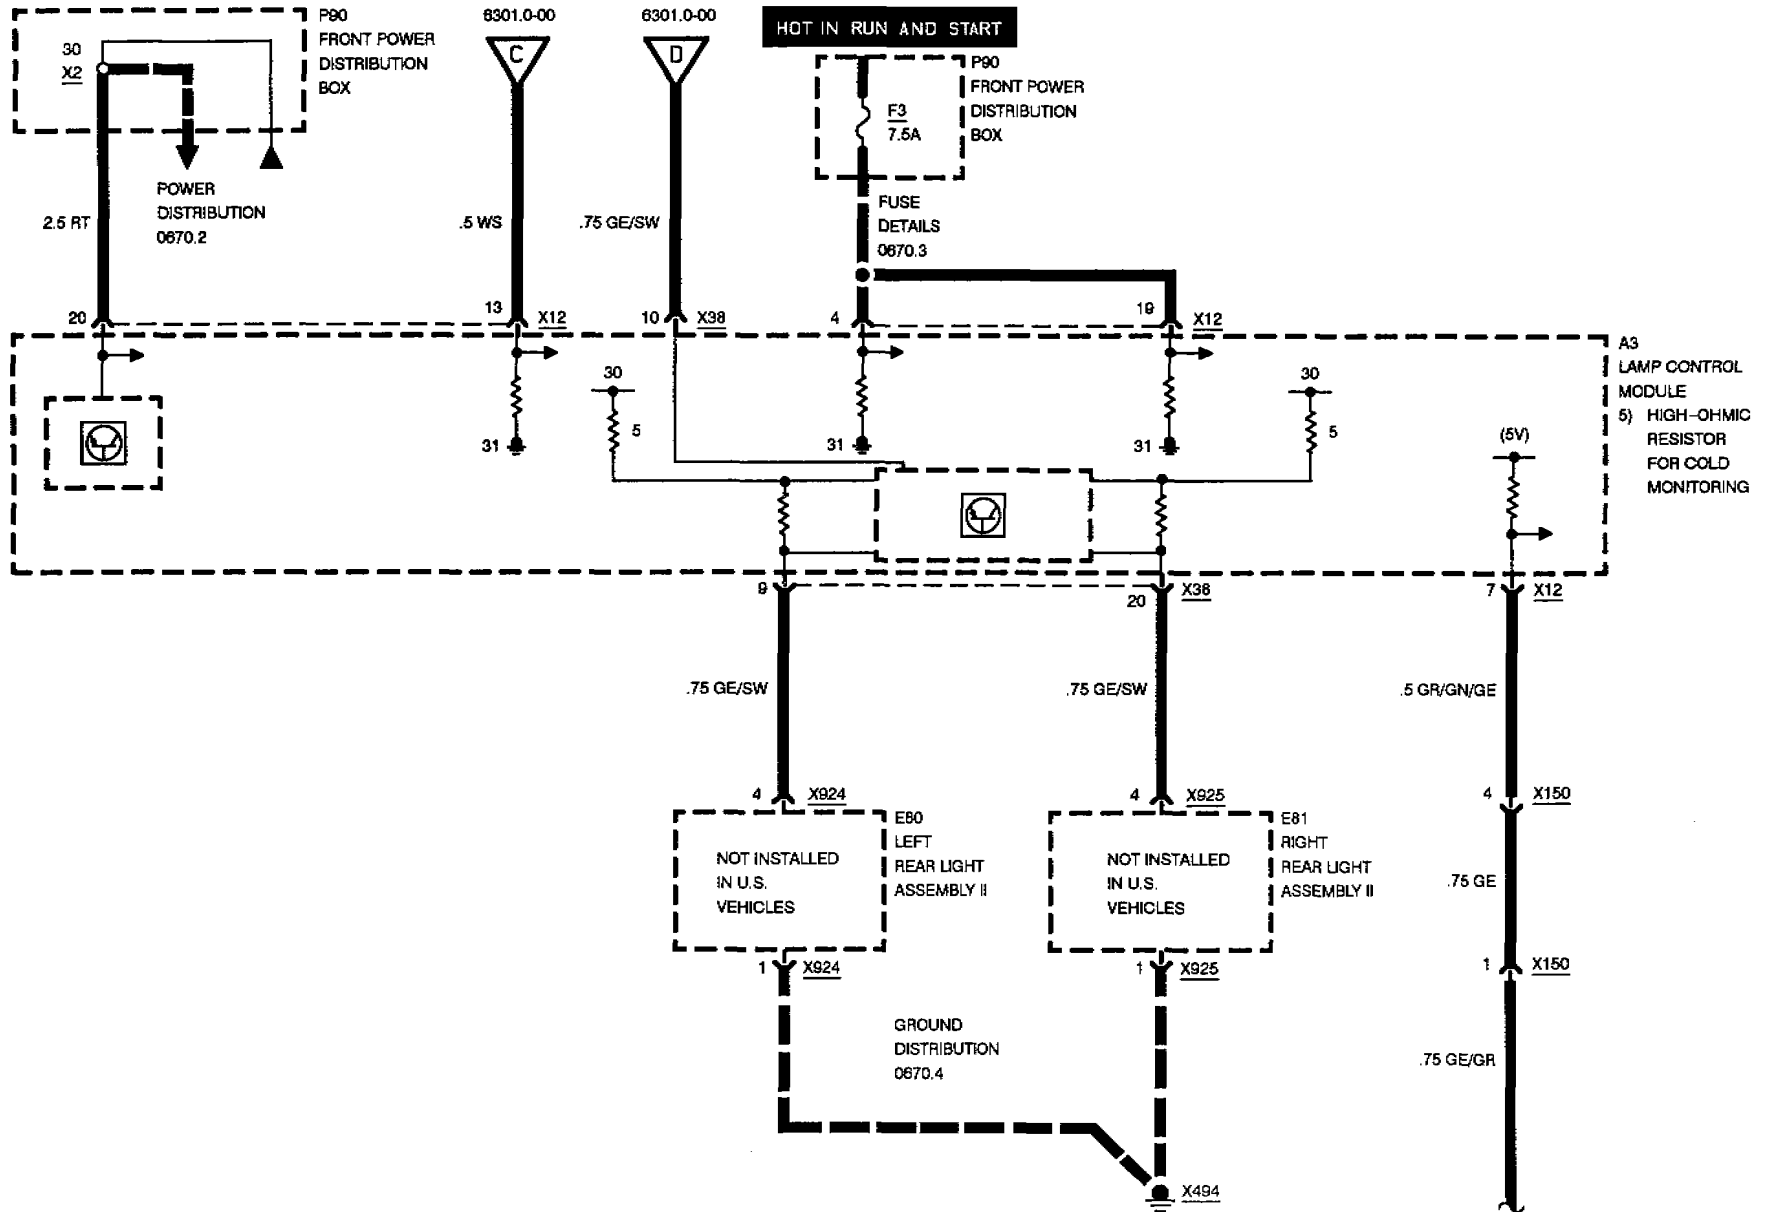 P90
FRONT POWER
DISTRIBUTION
BOX
30
X2
POWER
DISTRIBUTION
0670.2
2.5 RT
20
6301.0-00
C
.5 WS
13
X12
6301.0-00
D
.75 GE/SW
10
X38
HOT IN RUN AND START
P90
FRONT POWER
DISTRIBUTION
BOX
F3
7.5A
FUSE
DETAILS
0670.3
4
19
X12
A3
LAMP CONTROL
MODULE
5) HIGH-OHMIC
RESISTOR
FOR COLD
MONITORING
31
30
5
31
31
30
5
(5V)
9
20
X38
7
X12
.75 GE/SW
.75 GE/SW
.5 GR/GN/GE
4
X924
4
X925
4
X150
NOT INSTALLED
IN U.S.
VEHICLES
E80
LEFT
REAR LIGHT
ASSEMBLY II
NOT INSTALLED
IN U.S.
VEHICLES
E81
RIGHT
REAR LIGHT
ASSEMBLY II
.75 GE
1
X924
1
X925
1
X150
GROUND
DISTRIBUTION
0670.4
.75 GE/GR
X494